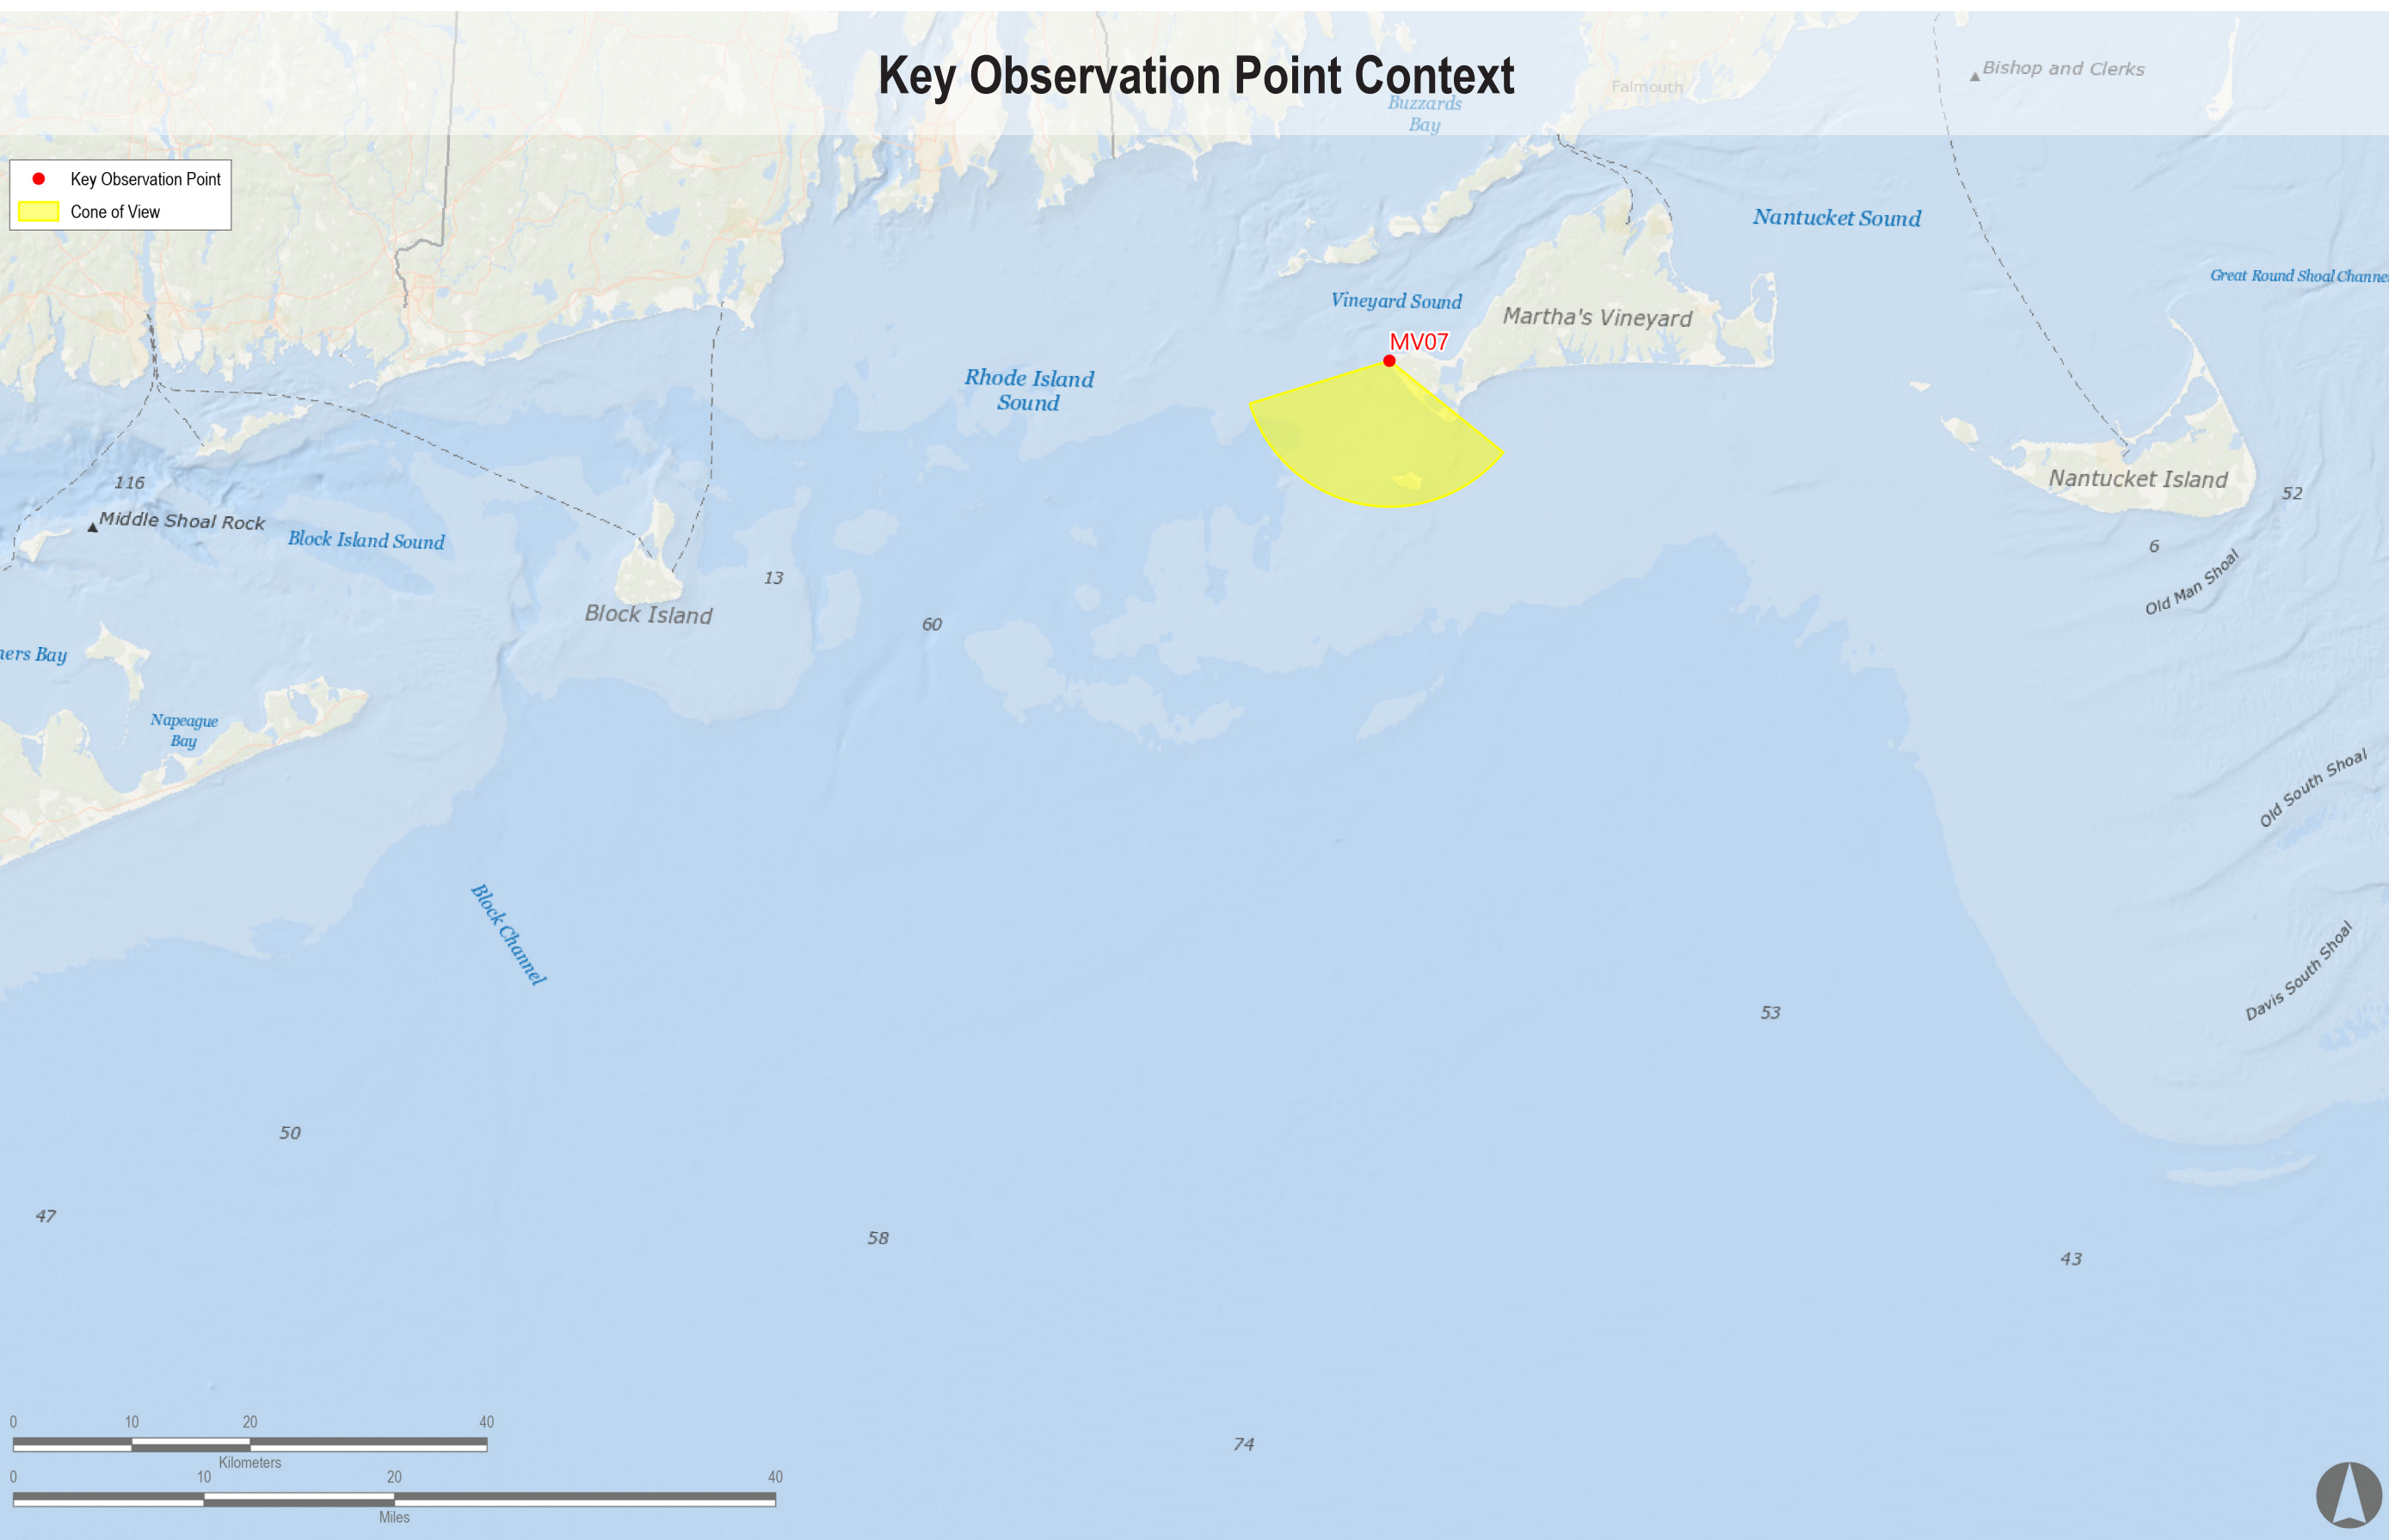 Key Observation Point Context
Bishop and Clerks
Falmouth
Buzzards
Bay
Key Observation Point
Cone of View
Nantucket Sound
Great Round Shoal Channel
Vineyard Sound
Martha's Vineyard
MV07
Rhode Island
Sound
Nantucket Island
116
52
Middle Shoal Rock
Block Island Sound
6
13
Old Man Shoal
Block Island
60
ners Bay
Napeague
Bay
Old South Shoal
Block Channel
Davis South Shoal
53
50
47
58
43
0 10 20 40
Kilometers
74
0 10 20 40
Miles